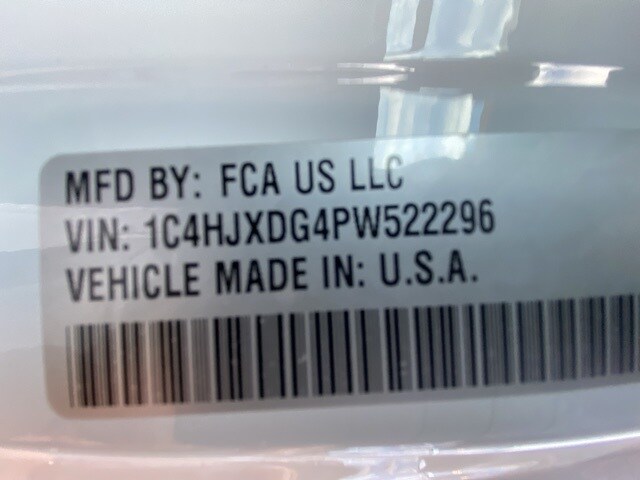 MFD BY: FCA US LLC
VIN: 1C4HJXDG4PW522296
VEHICLE MADE IN: U.S.A.